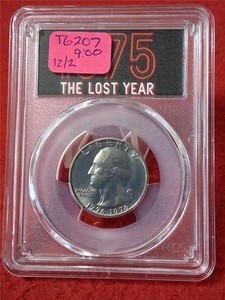 T6207
9:00
12/2
1975
THE LOST YEAR
LIBERTY
1776-1976